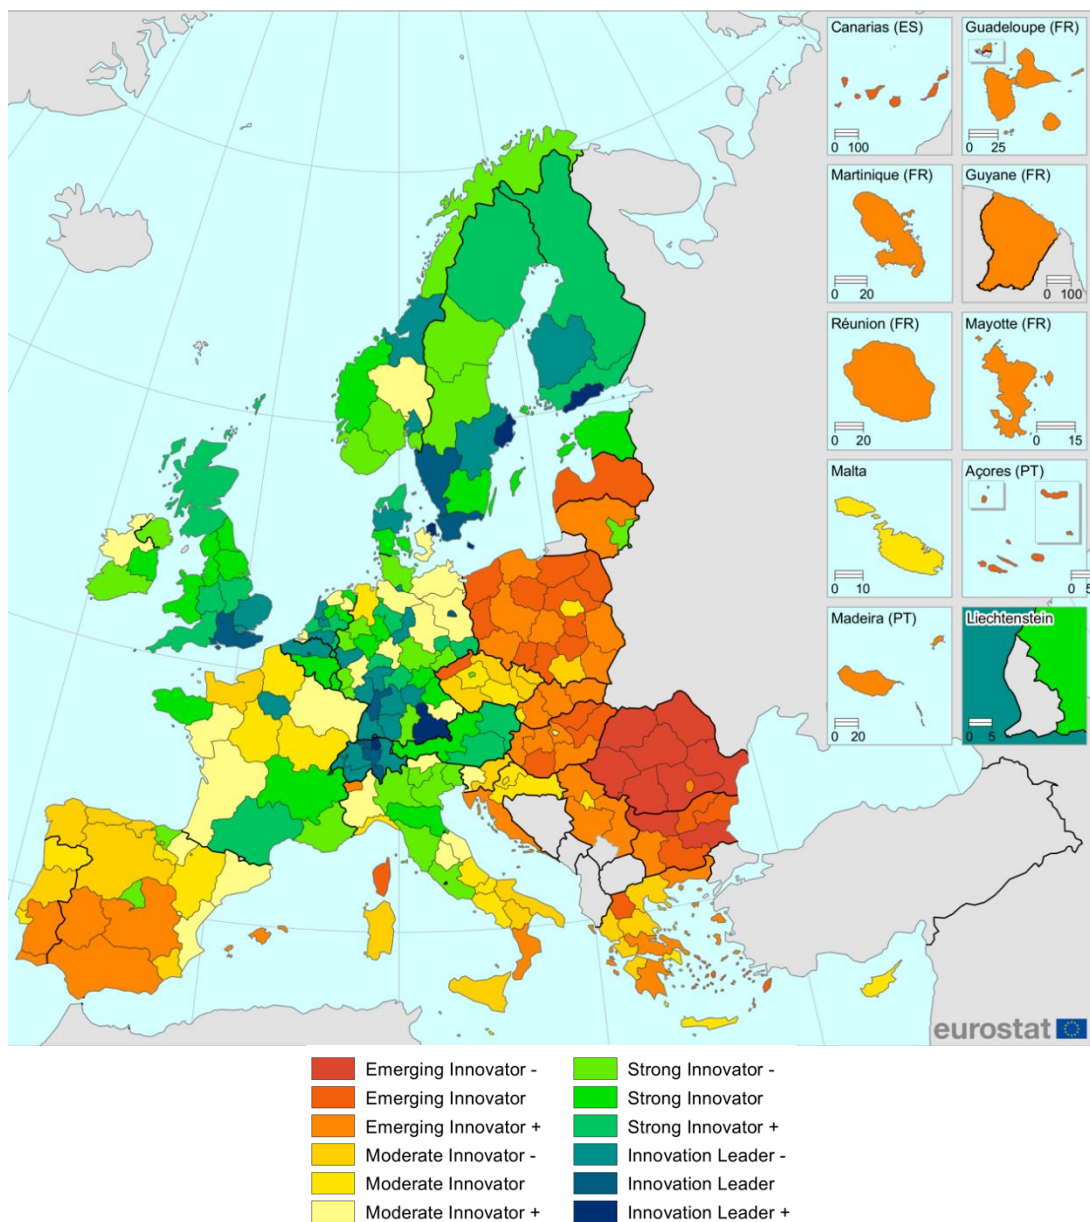 Canarias (ES)
0 100
Guadeloupe (FR)
0 25
Martinique (FR)
0 20
Guyane (FR)
0 100
Réunion (FR)
0 20
Mayotte (FR)
0 15
Malta
0 10
Açores (PT)
0 5
Madeira (PT)
0 20
Liechtenstein
0 5
eurostat
Emerging Innovator -
Emerging Innovator
Emerging Innovator +
Moderate Innovator -
Moderate Innovator
Moderate Innovator +
Strong Innovator -
Strong Innovator
Strong Innovator +
Innovation Leader -
Innovation Leader
Innovation Leader +